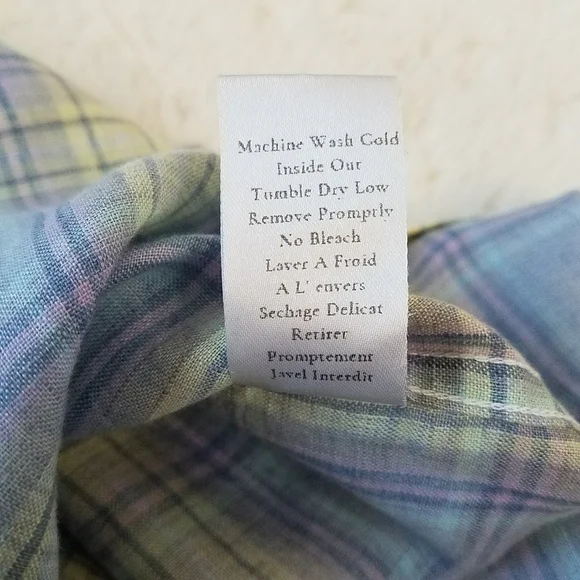 Machine Wash Cold
Inside Out
Tumble Dry Low
Remove Promptly
No Bleach
Laver A Froid
A L' envers
Sechage Delicat
Retirer
Promptement
Javel Interdit